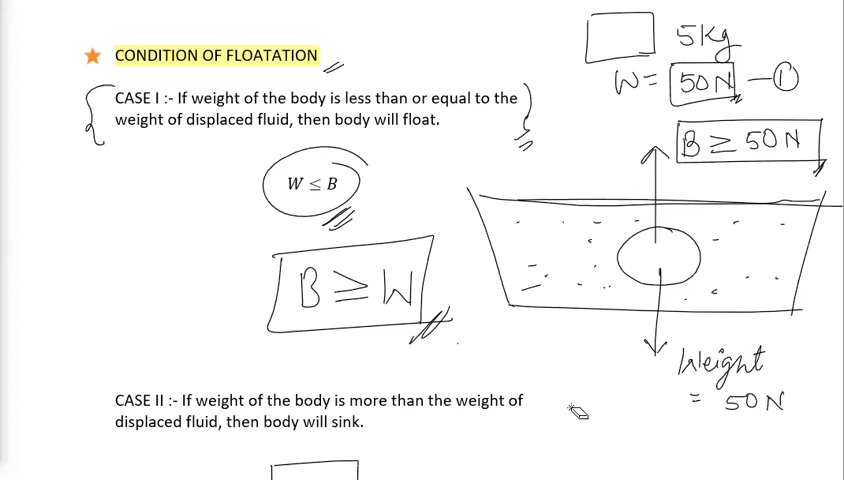 CONDITION OF FLOATATION
CASE I :- If weight of the body is less than or equal to the
weight of displaced fluid, then body will float.
W ≤ B
B ≥ W
5kg
W = 50N —①
B ≥ 50N
Weight
= 50N
CASE II :- If weight of the body is more than the weight of
displaced fluid, then body will sink.